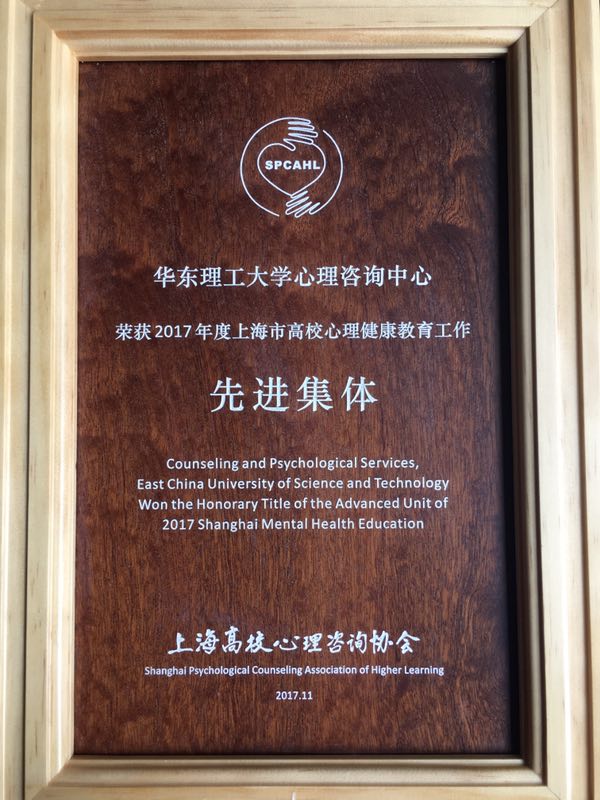 SPCAHL
华东理工大学心理咨询中心
荣获2017年度上海市高校心理健康教育工作
先进集体
Counseling and Psychological Services,
East China University of Science and Technology
Won the Honorary Title of the Advanced Unit of
2017 Shanghai Mental Health Education
上海高校心理咨询协会
Shanghai Psychological Counseling Association of Higher Learning
2017.11